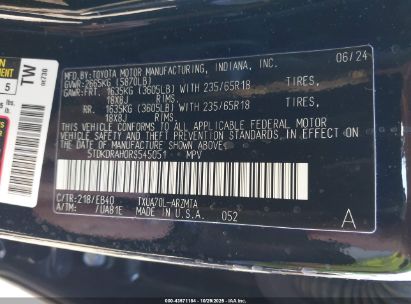 MFD.BY:TOYOTA MOTOR MANUFACTURING, INDIANA, INC. 06/24
GVWR:2665KG (5870LB)
GAWR:FRT. 1635KG (3605LB) WITH 235/65R18 TIRES,
18X8J RIMS,
RR. 1635KG (3605LB) WITH 235/65R18 TIRES,
18X8J RIMS.
THIS VEHICLE CONFORMS TO ALL APPLICABLE FEDERAL MOTOR
VEHICLE SAFETY AND THEFT PREVENTION STANDARDS IN EFFECT ON
THE DATE OF MANUFACTURE SHOWN ABOVE.
MPV
C/TR:218/EB40 TXUA70L-ARZMTA
A/TM: /UA81E MADE IN U.S.A. 052
A
TW
5